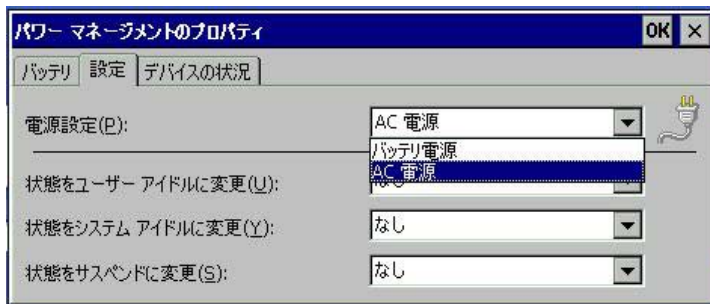 パワー マネージメントのプロパティ OK ×
バッテリ 設定 デバイスの状況
電源設定(P): AC 電源
バッテリ電源
AC 電源
状態をユーザー アイドルに変更(U): なし
状態をシステム アイドルに変更(Y): なし
状態をサスペンドに変更(S): なし